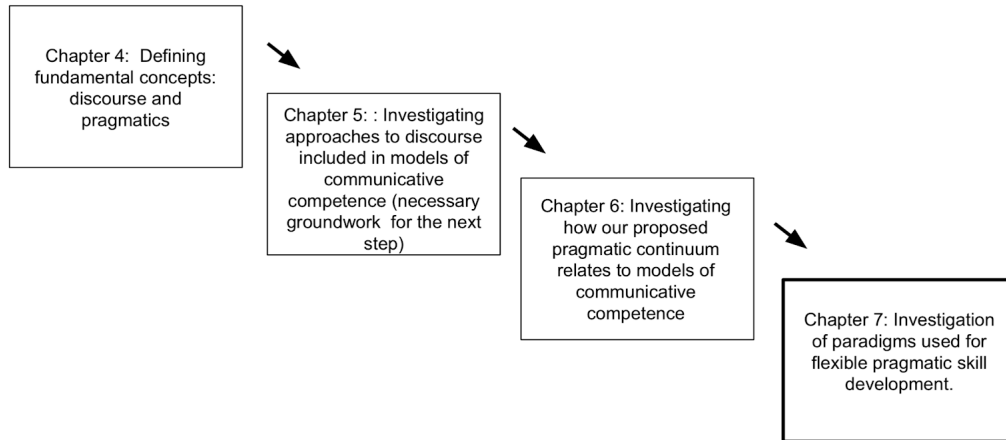 Chapter 4:  Defining
fundamental concepts:
discourse and
pragmatics
Chapter 5: : Investigating
approaches to discourse
included in models of
communicative
competence (necessary
groundwork  for the next
step)
Chapter 6: Investigating
how our proposed
pragmatic continuum
relates to models of
communicative
competence
Chapter 7: Investigation
of paradigms used for
flexible pragmatic skill
development.